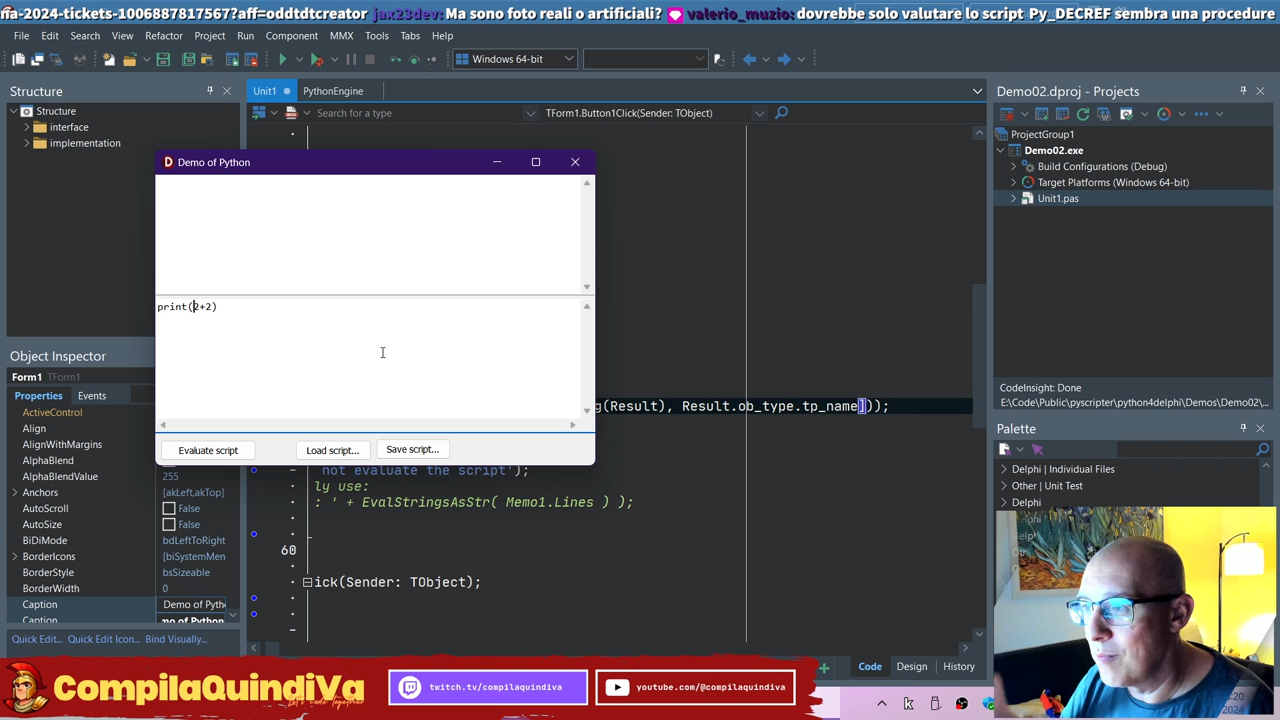 na-2024-tickets-1006887817567?aff=oddtdtcreator jax23dev: Ma sono foto reali o artificiali? valerio_muzio: dovrebbe solo valutare lo script Py_DECREF sembra una procedure
File Edit Search View Refactor Project Run Component MMX Tools Tabs Help
Windows 64-bit
Structure
Structure
interface
implementation
Unit1 PythonEngine
Search for a type
TForm1.Button1Click(Sender: TObject)
Demo of Python
print(2+2)
Evaluate script Load script... Save script...
g(Result), Result.ob_type.tp_name]));
not evaluate the script');
ly use:
: ' + EvalStringsAsStr( Memo1.Lines ) );
60
ick(Sender: TObject);
Object Inspector
Form1 TForm1
Properties Events
ActiveControl
Align
AlignWithMargins
AlphaBlend
AlphaBlendValue 255
Anchors [akLeft,akTop]
AutoScroll False
AutoSize False
BiDiMode bdLeftToRight
BorderIcons [biSystemMen
BorderStyle bsSizeable
BorderWidth 0
Caption Demo of Pytho
Caption mo of Python
Quick Edit... Quick Edit Icon... Bind Visually...
Code Design History
Demo02.dproj - Projects
ProjectGroup1
Demo02.exe
Build Configurations (Debug)
Target Platforms (Windows 64-bit)
Unit1.pas
CodeInsight: Done
E:\Code\Public\pyscripter\python4delphi\Demos\Demo02\...
Palette
Delphi | Individual Files
Other | Unit Test
Delphi
CompilaQuindiVa
Let's Code Together
twitch.tv/compilaquindiva
youtube.com/@compilaquindiva